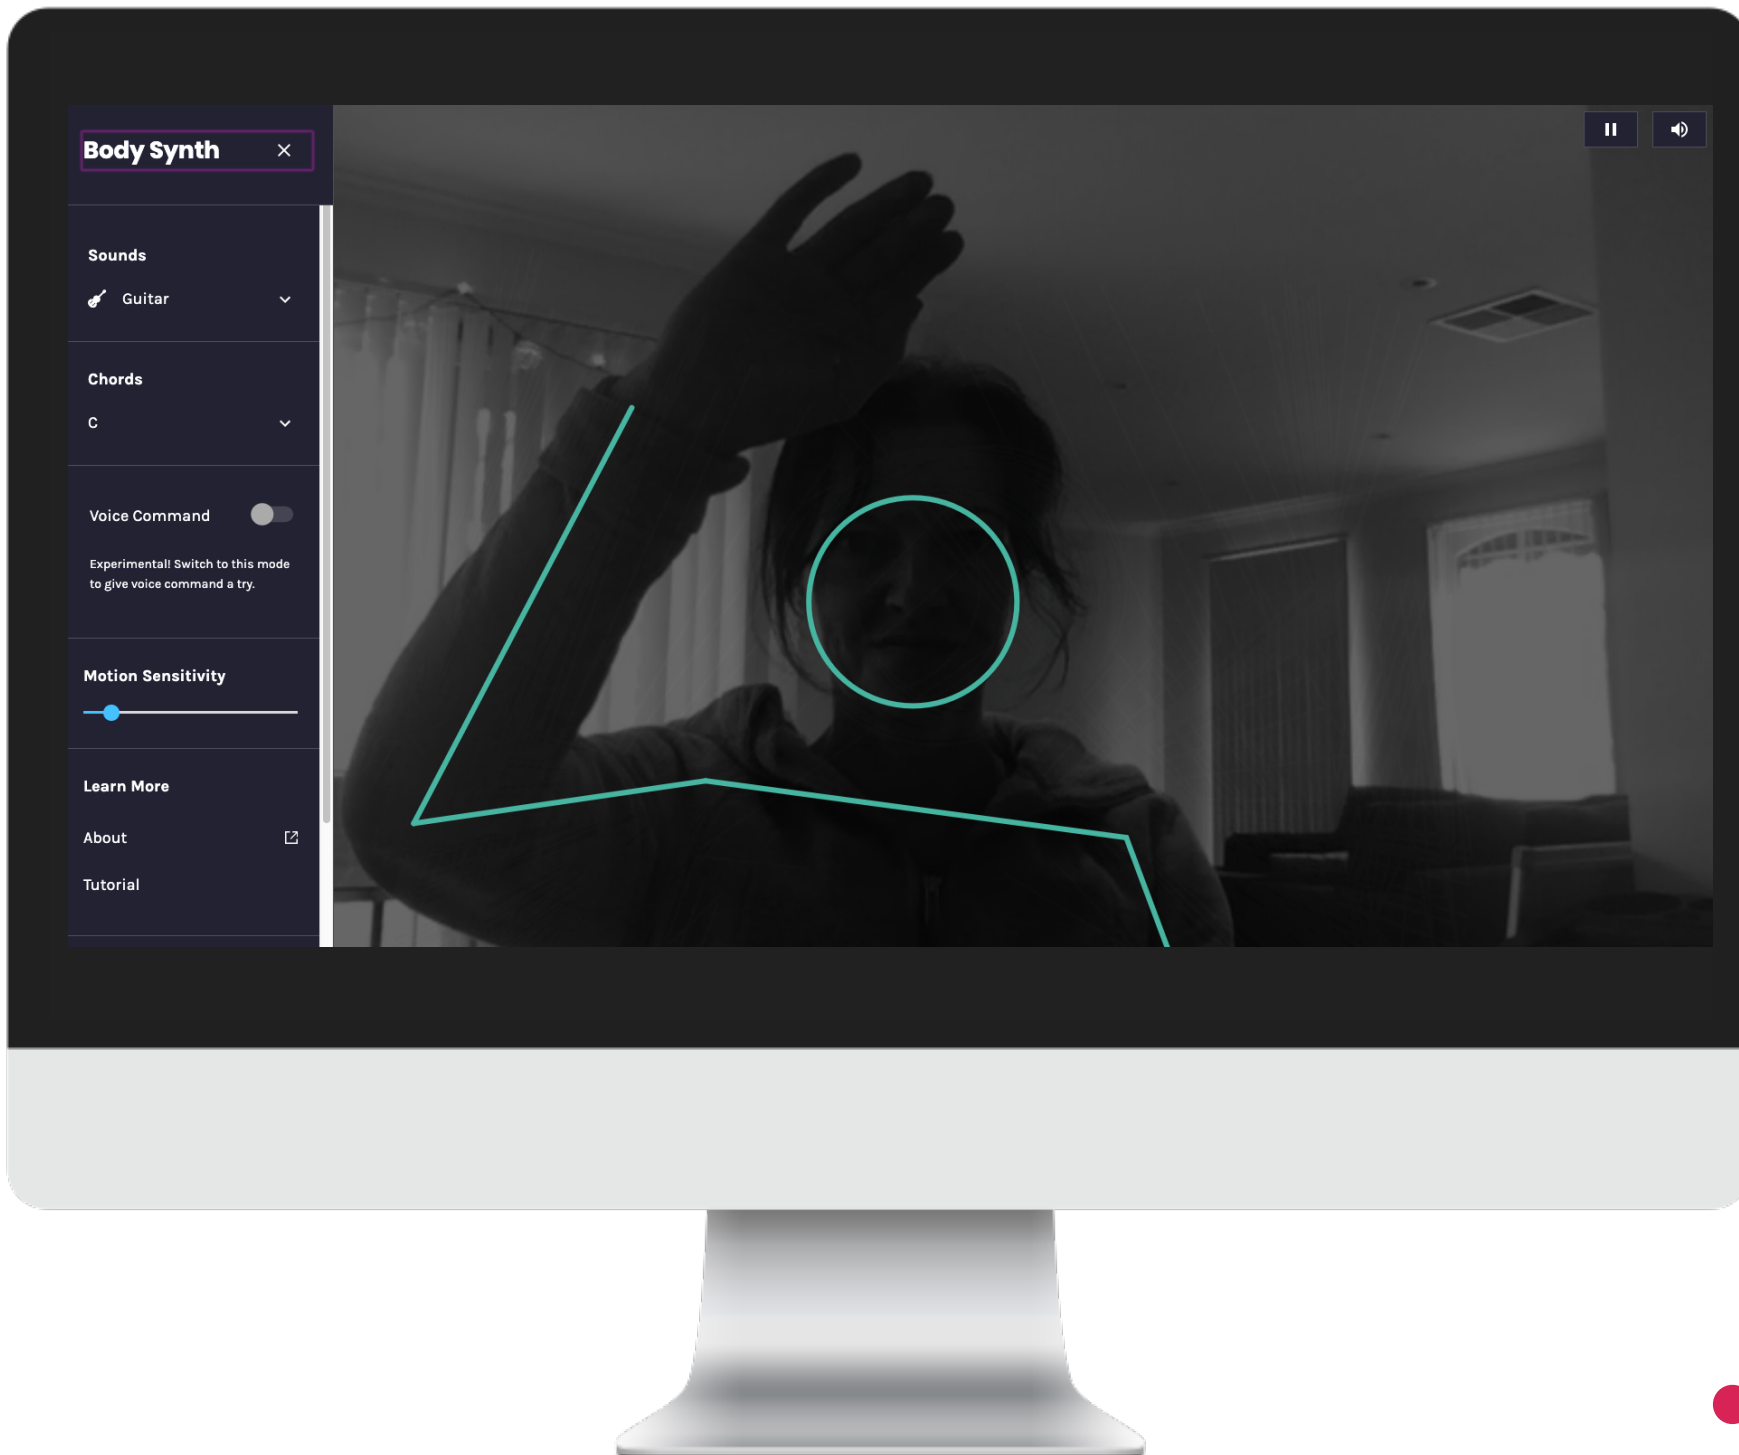 Body Synth
Sounds
Guitar
Chords
C
Voice Command
Experimental! Switch to this mode
to give voice command a try.
Motion Sensitivity
Learn More
About
Tutorial